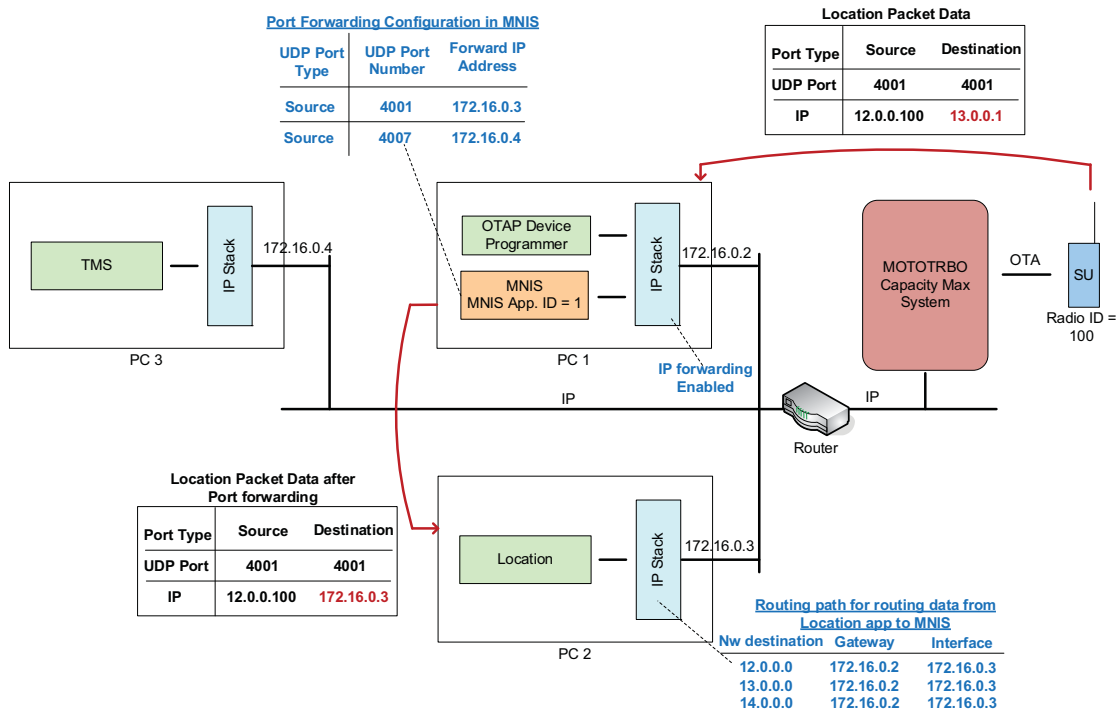 Port Forwarding Configuration in MNIS
UDP Port Type UDP Port Number Forward IP Address
Source 4001 172.16.0.3
Source 4007 172.16.0.4
Location Packet Data
Port Type Source Destination
UDP Port 4001 4001
IP 12.0.0.100 13.0.0.1
TMS
IP Stack
172.16.0.4
PC 3
OTAP Device
Programmer
MNIS
MNIS App. ID = 1
IP Stack
172.16.0.2
PC 1
IP forwarding
Enabled
MOTOTRBO
Capacity Max
System
OTA
SU
Radio ID =
100
IP
Router
IP
Location Packet Data after
Port forwarding
Port Type Source Destination
UDP Port 4001 4001
IP 12.0.0.100 172.16.0.3
Location
IP Stack
172.16.0.3
PC 2
Routing path for routing data from
Location app to MNIS
Nw destination Gateway Interface
12.0.0.0 172.16.0.2 172.16.0.3
13.0.0.0 172.16.0.2 172.16.0.3
14.0.0.0 172.16.0.2 172.16.0.3